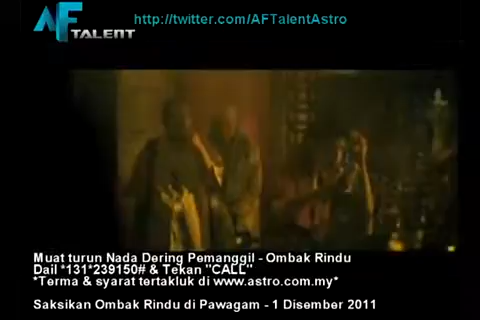 AF TALENT
http://twitter.com/AFTalentAstro
Muat turun Nada Dering Pemanggil - Ombak Rindu
Dail *131*239150# & Tekan "CALL"
*Terma & syarat tertakluk di www.astro.com.my*
Saksikan Ombak Rindu di Pawagam - 1 Disember 2011